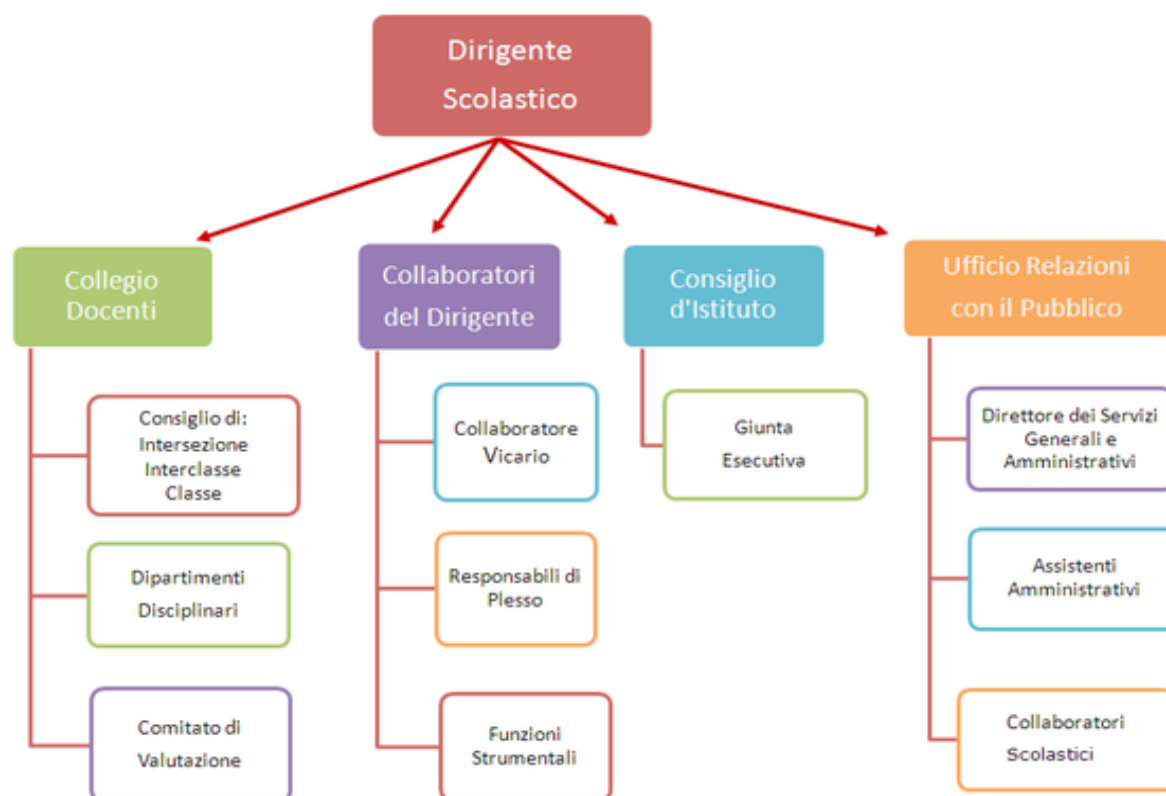 Dirigente
Scolastico
Collegio
Docenti
Collaboratori
del Dirigente
Consiglio
d'Istituto
Ufficio Relazioni
con il Pubblico
Consiglio di:
Intersezione
Interclasse
Classe
Dipartimenti
Disciplinari
Comitato di
Valutazione
Collaboratore
Vicario
Responsabili di
Plesso
Funzioni
Strumentali
Giunta
Esecutiva
Direttore dei Servizi
Generali e
Amministrativi
Assistenti
Amministrativi
Collaboratori
Scolastici